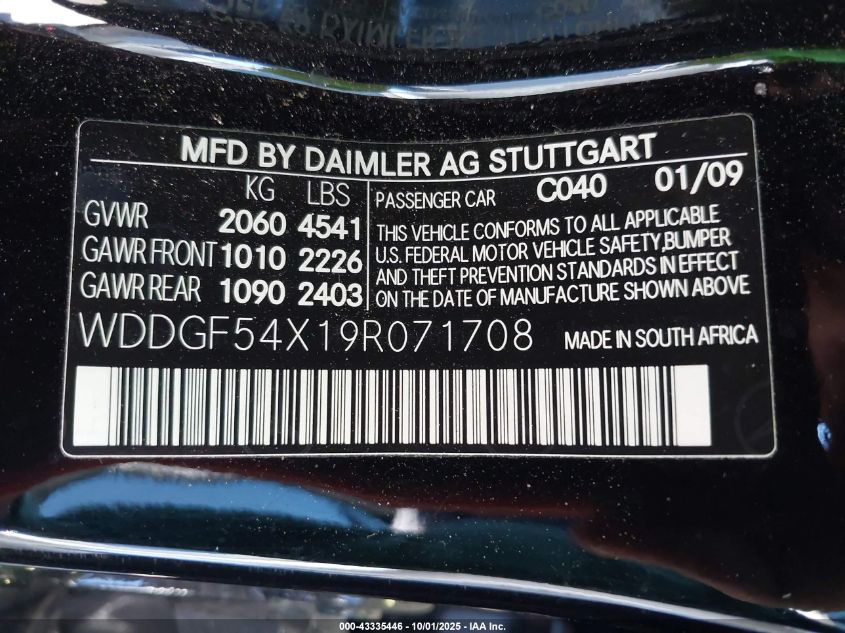 MFD BY DAIMLER AG STUTTGART
KG LBS
GVWR 2060 4541
GAWR FRONT 1010 2226
GAWR REAR 1090 2403
PASSENGER CAR C040 01/09
THIS VEHICLE CONFORMS TO ALL APPLICABLE
U.S. FEDERAL MOTOR VEHICLE SAFETY,BUMPER
AND THEFT PREVENTION STANDARDS IN EFFECT
ON THE DATE OF MANUFACTURE SHOWN ABOVE
WDDGF54X19R071708 MADE IN SOUTH AFRICA
000-43335446 - 10/01/2025 - IAA Inc.